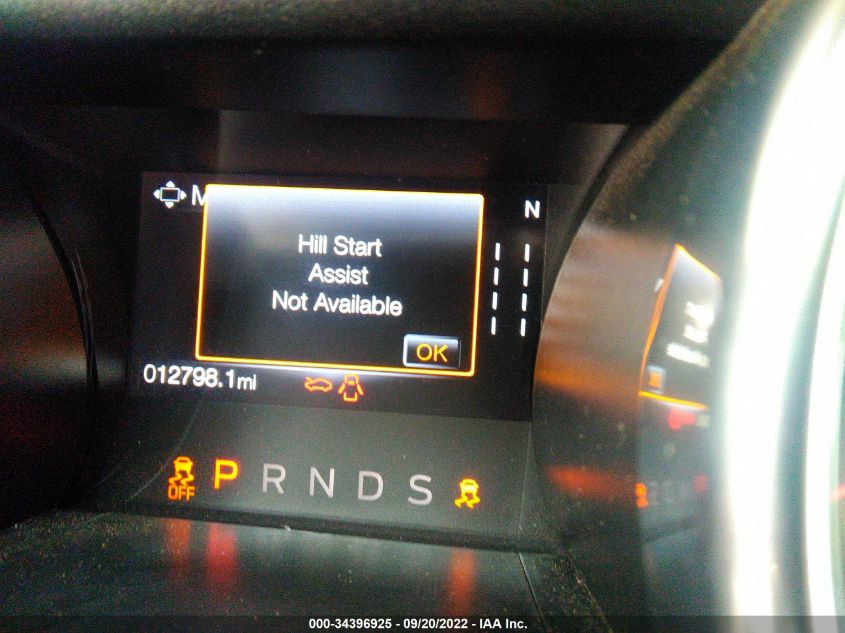 M
N
Hill Start
Assist
Not Available
OK
012798.1mi
OFF P R N D S
000-34396925 - 09/20/2022 - IAA Inc.